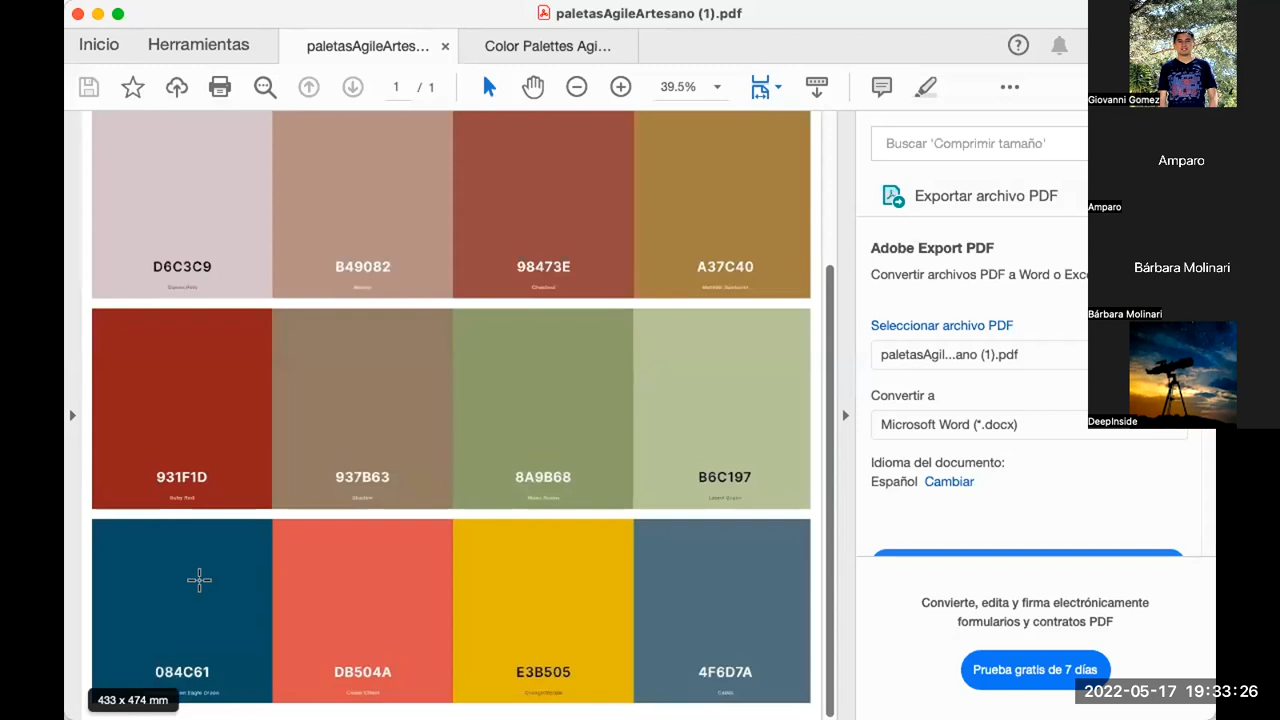 paletasAgileArtesano (1).pdf
Inicio
Herramientas
paletasAgileArtes...
Color Palettes Agi...
1
/ 1
39.5%
D6C3C9
B49082
98473E
A37C40
931F1D
Ruby Red
937B63
Shadow
8A9B68
B6C197
084C61
DB504A
E3B505
4F6D7A
433 x 474 mm
Buscar 'Comprimir tamaño'
Exportar archivo PDF
Adobe Export PDF
Convertir archivos PDF a Word o Exce
Seleccionar archivo PDF
paletasAgil...ano (1).pdf
Convertir a
Microsoft Word (*.docx)
Idioma del documento:
Español Cambiar
Convierte, edita y firma electrónicamente
formularios y contratos PDF
Prueba gratis de 7 días
Giovanni Gomez
Amparo
Amparo
Bárbara Molinari
Bárbara Molinari
DeepInside
2022-05-17 19:33:26